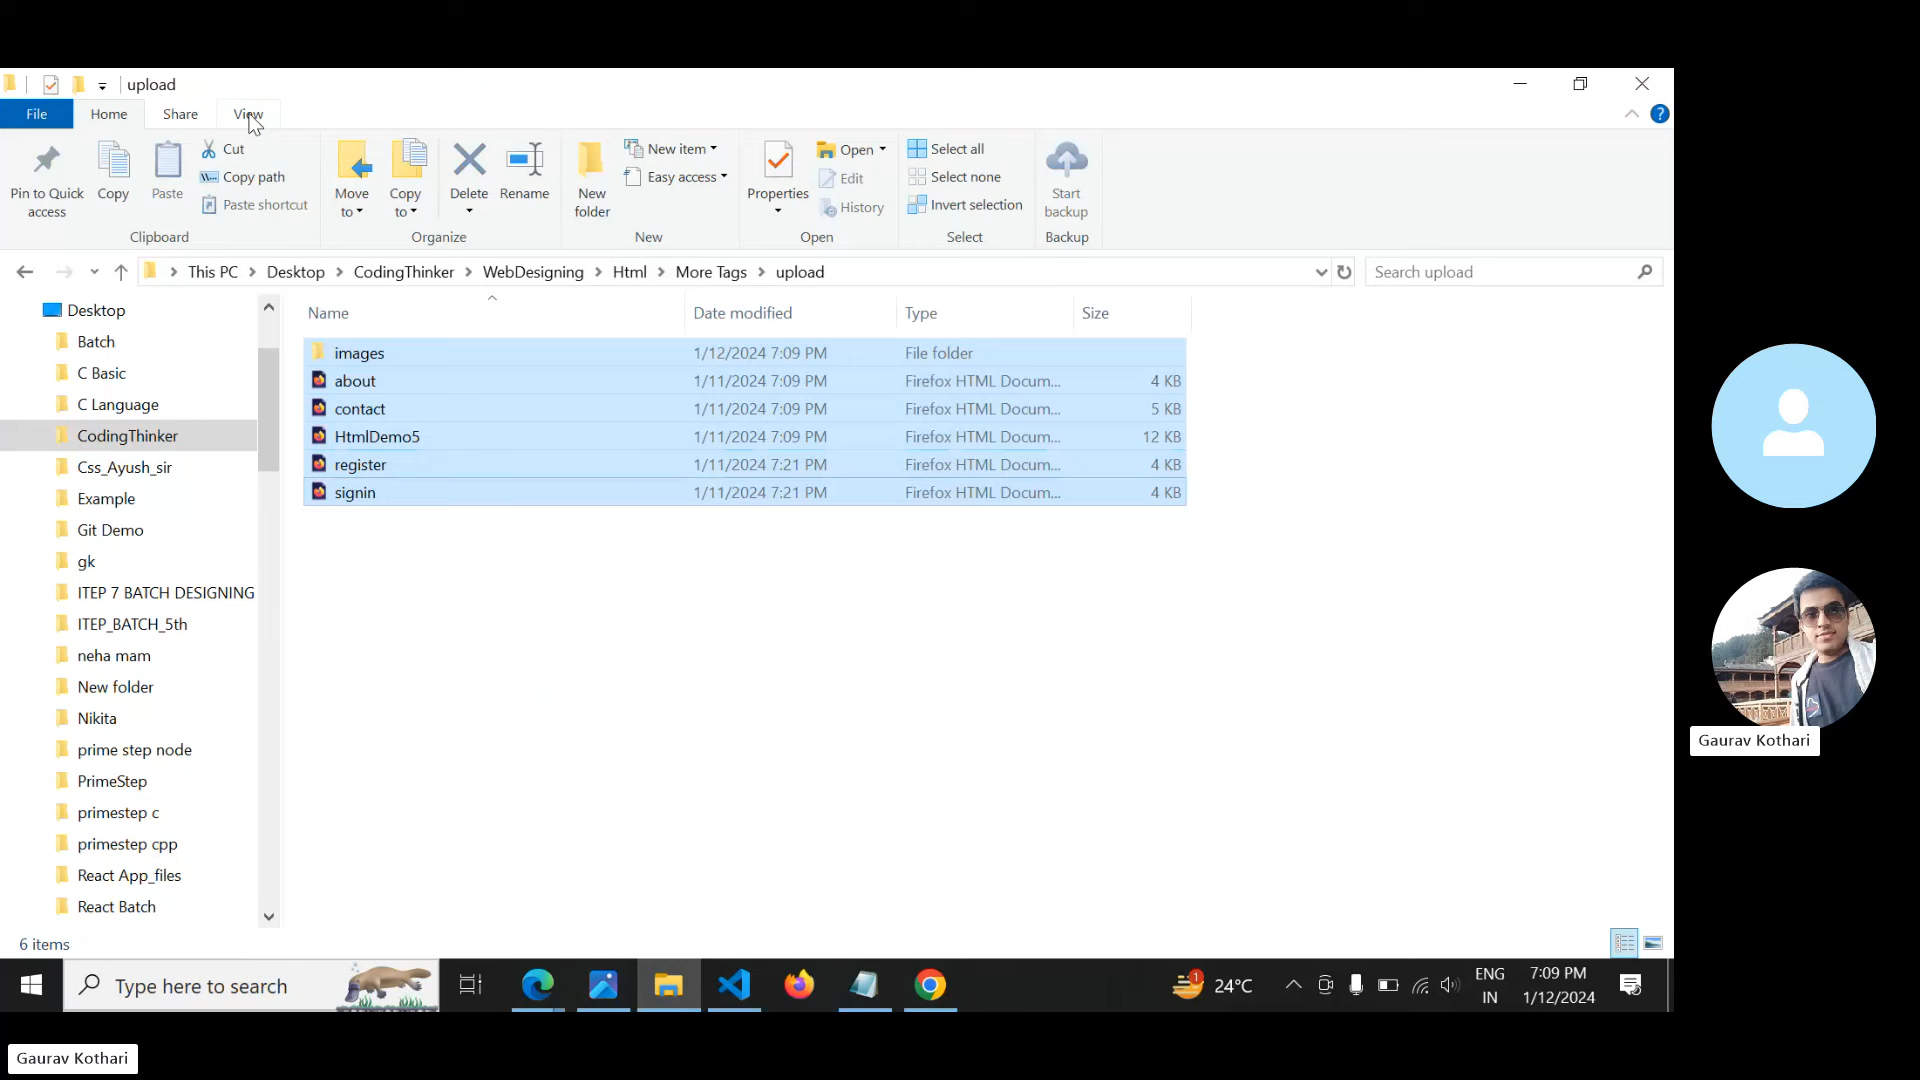 upload
File Home Share View
Pin to Quick access
Copy
Paste
Cut
Copy path
Paste shortcut
Clipboard
Move to
Copy to
Delete
Rename
Organize
New folder
New item
Easy access
New
Properties
Open
Edit
History
Open
Select all
Select none
Invert selection
Select
Start backup
Backup
This PC > Desktop > CodingThinker > WebDesigning > Html > More Tags > upload
Search upload
Desktop
Batch
C Basic
C Language
CodingThinker
Css_Ayush_sir
Example
Git Demo
gk
ITEP 7 BATCH DESIGNING
ITEP_BATCH_5th
neha mam
New folder
Nikita
prime step node
PrimeStep
primestep c
primestep cpp
React App_files
React Batch
Name Date modified Type Size
images 1/12/2024 7:09 PM File folder
about 1/11/2024 7:09 PM Firefox HTML Docum... 4 KB
contact 1/11/2024 7:09 PM Firefox HTML Docum... 5 KB
HtmlDemo5 1/11/2024 7:09 PM Firefox HTML Docum... 12 KB
register 1/11/2024 7:21 PM Firefox HTML Docum... 4 KB
signin 1/11/2024 7:21 PM Firefox HTML Docum... 4 KB
6 items
Type here to search
1
24°C
ENG
IN
7:09 PM
1/12/2024
Gaurav Kothari
Gaurav Kothari